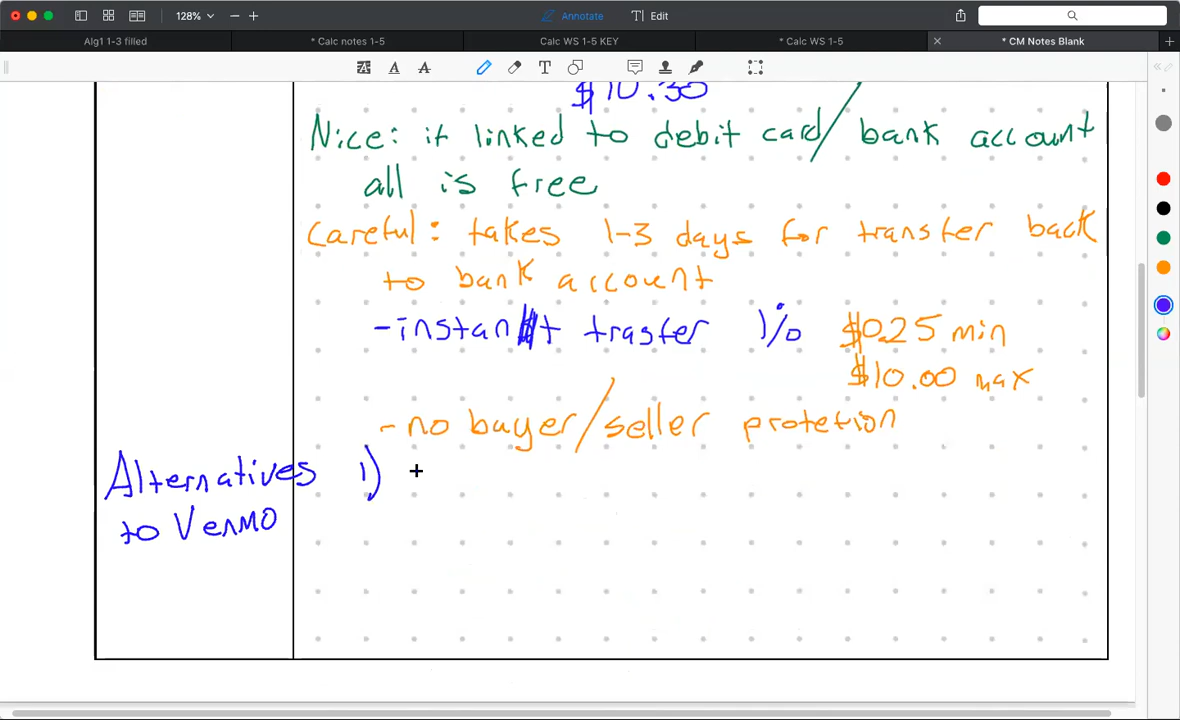 128%
Annotate
Edit
Alg1 1-3 filled
* Calc notes 1-5
Calc WS 1-5 KEY
* Calc WS 1-5
* CM Notes Blank
$10.30
Nice: if linked to debit card/bank account
all is free
Careful: takes 1-3 days for transfer back
to bank account
-instant trasfer 1% $0.25 min
$10.00 max
- no buyer/seller protetion
Alternatives 1)
to Venmo